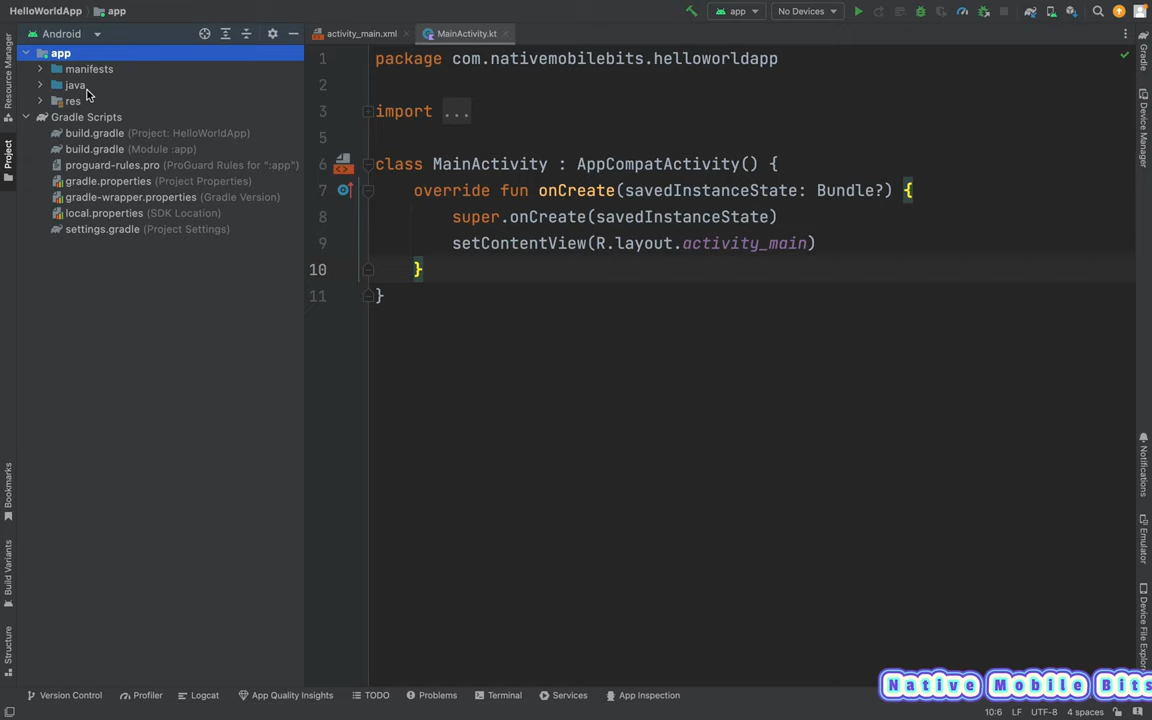 HelloWorldApp app
app No Devices
Android
activity_main.xml MainActivity.kt
app
manifests
java
res
Gradle Scripts
build.gradle (Project: HelloWorldApp)
build.gradle (Module :app)
proguard-rules.pro (ProGuard Rules for ":app")
gradle.properties (Project Properties)
gradle-wrapper.properties (Gradle Version)
local.properties (SDK Location)
settings.gradle (Project Settings)
Resource Manager
Project
Bookmarks
Build Variants
Structure
1 package com.nativemobilebits.helloworldapp
2
3 import ...
5
6 class MainActivity : AppCompatActivity() {
7 override fun onCreate(savedInstanceState: Bundle?) {
8 super.onCreate(savedInstanceState)
9 setContentView(R.layout.activity_main)
10 }
11 }
Gradle
Device Manager
Notifications
Emulator
Device File Explor
Native Mobile Bits
Version Control Profiler Logcat App Quality Insights TODO Problems Terminal Services App Inspection
10:6 LF UTF-8 4 spaces